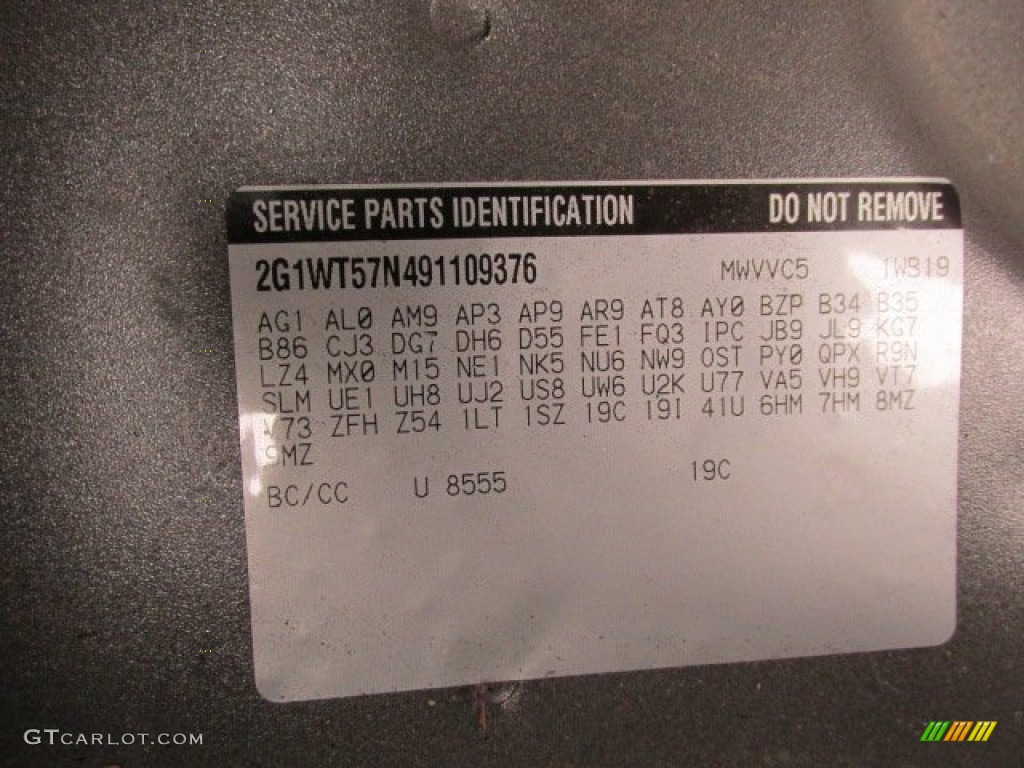 SERVICE PARTS IDENTIFICATION DO NOT REMOVE
2G1WT57N491109376 MWVVC5 1WB19
AG1 AL0 AM9 AP3 AP9 AR9 AT8 AY0 BZP B34 B35
B86 CJ3 DG7 DH6 D55 FE1 FQ3 IPC JB9 JL9 KG7
LZ4 MX0 M15 NE1 NK5 NU6 NW9 OST PY0 QPX R9N
SLM UE1 UH8 UJ2 US8 UW6 U2K U77 VA5 VH9 VT7
V73 ZFH Z54 1LT 1SZ 19C 19I 41U 6HM 7HM 8MZ
9MZ
BC/CC U 8555 19C
GTCARLOT.COM